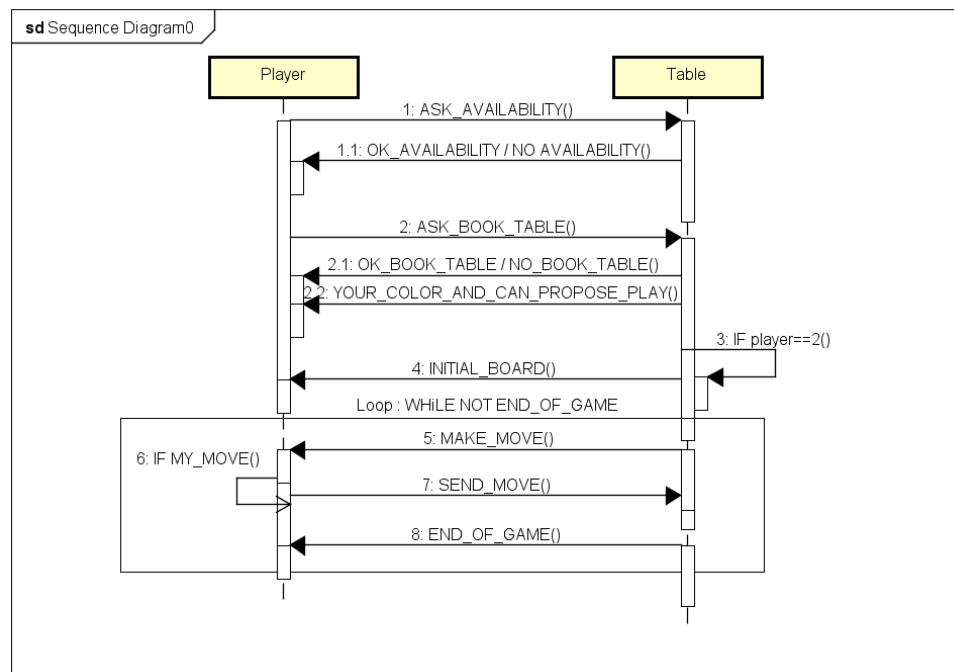 sd Sequence Diagram0
Player
Table
1: ASK_AVAILABILITY()
1.1: OK_AVAILABILITY / NO AVAILABILITY()
2: ASK_BOOK_TABLE()
2.1: OK_BOOK_TABLE / NO_BOOK_TABLE()
2.2: YOUR_COLOR_AND_CAN_PROPOSE_PLAY()
3: IF player==2()
4: INITIAL_BOARD()
Loop : WHiLE NOT END_OF_GAME
5: MAKE_MOVE()
6: IF MY_MOVE()
7: SEND_MOVE()
8: END_OF_GAME()